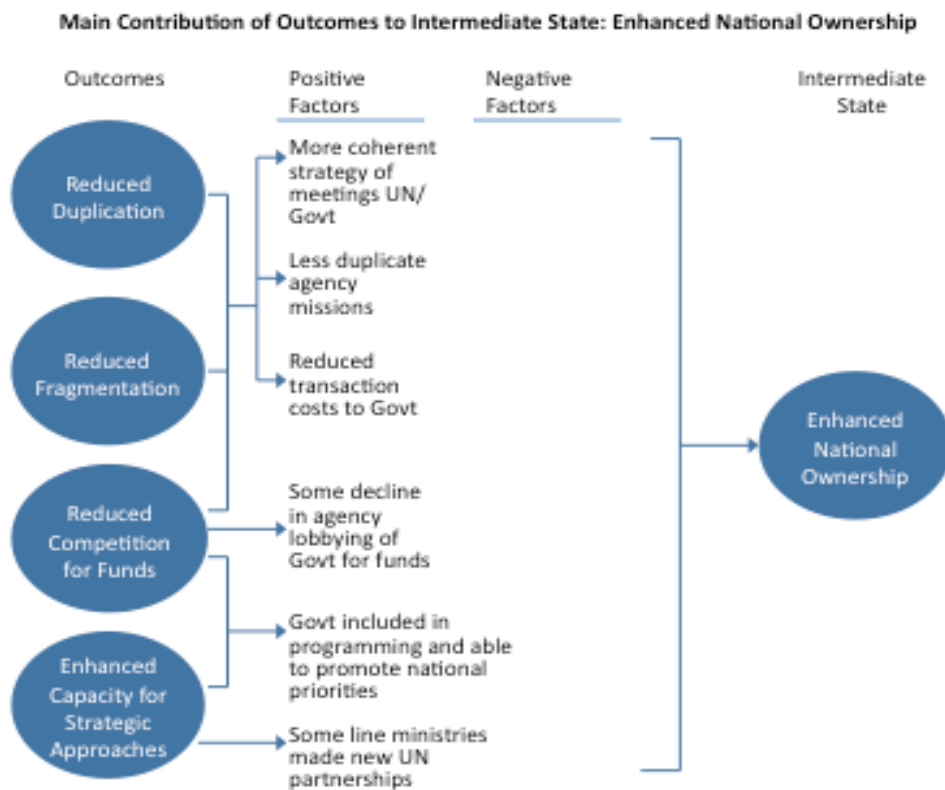 Main Contribution of Outcomes to Intermediate State: Enhanced National Ownership
Outcomes
Positive
Factors
Negative
Factors
Intermediate
State
Reduced
Duplication
Reduced
Fragmentation
Reduced
Competition
for Funds
Enhanced
Capacity for
Strategic
Approaches
More coherent
strategy of
meetings UN/
Govt
Less duplicate
agency
missions
Reduced
transaction
costs to Govt
Some decline
in agency
lobbying of
Govt for funds
Govt included in
programming and able
to promote national
priorities
Some line ministries
made new UN
partnerships
Enhanced
National
Ownership